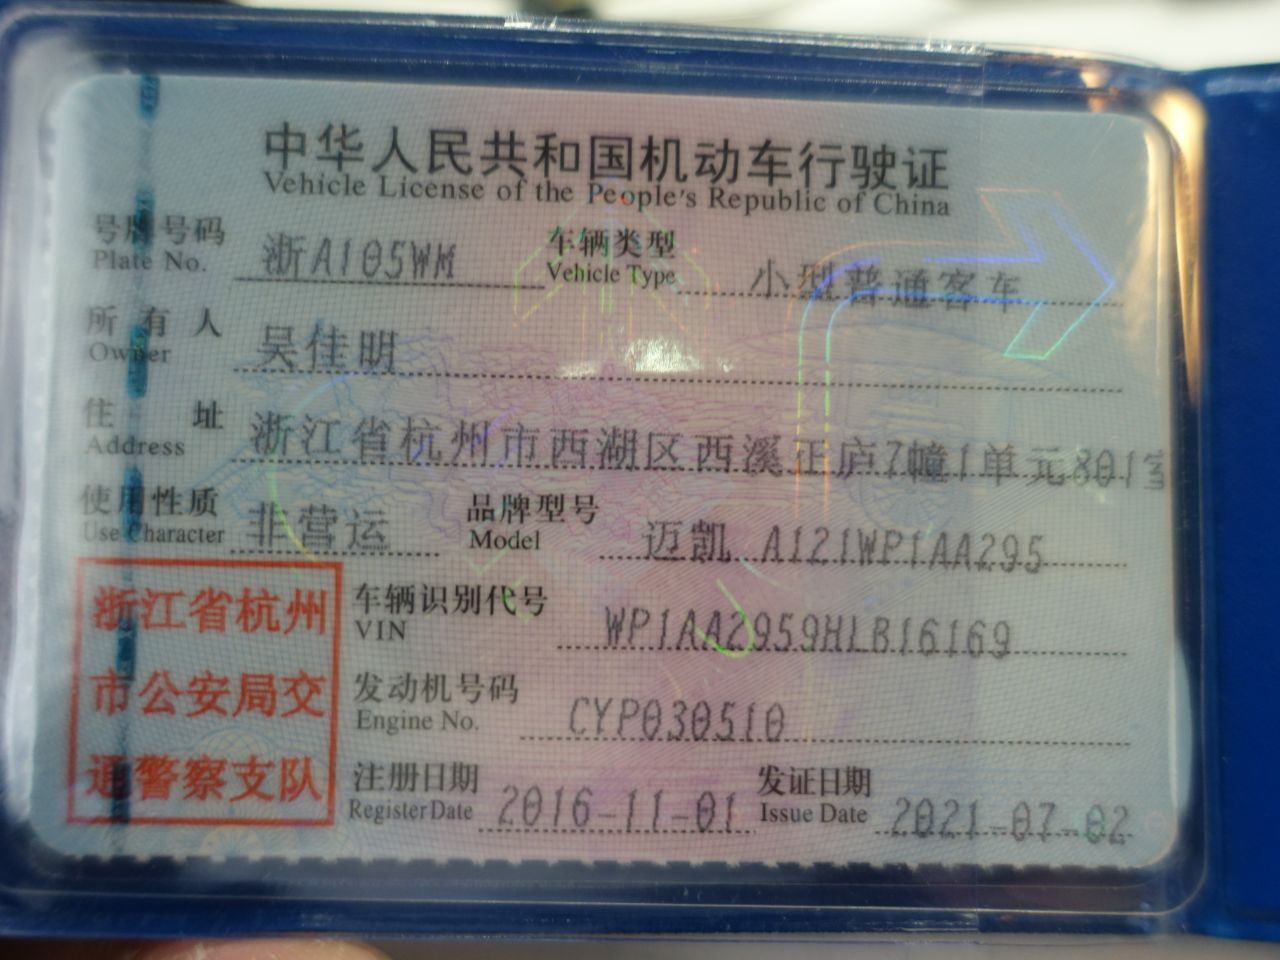 中华人民共和国机动车行驶证
Vehicle License of the People's Republic of China
号牌号码 浙A105WM 车辆类型 小型普通客车
Plate No. Vehicle Type
所有人 吴佳明
Owner
住址 浙江省杭州市西湖区西溪正庐7幢1单元801室
Address
使用性质 非营运 品牌型号 迈凯 A121WP1AA295
Use Character Model
浙江省杭州
市公安局交
通警察支队
车辆识别代号 WP1AA2959HLB16169
VIN
发动机号码 CYP030510
Engine No.
注册日期 2016-11-01 发证日期 2021-07-02
Register Date Issue Date